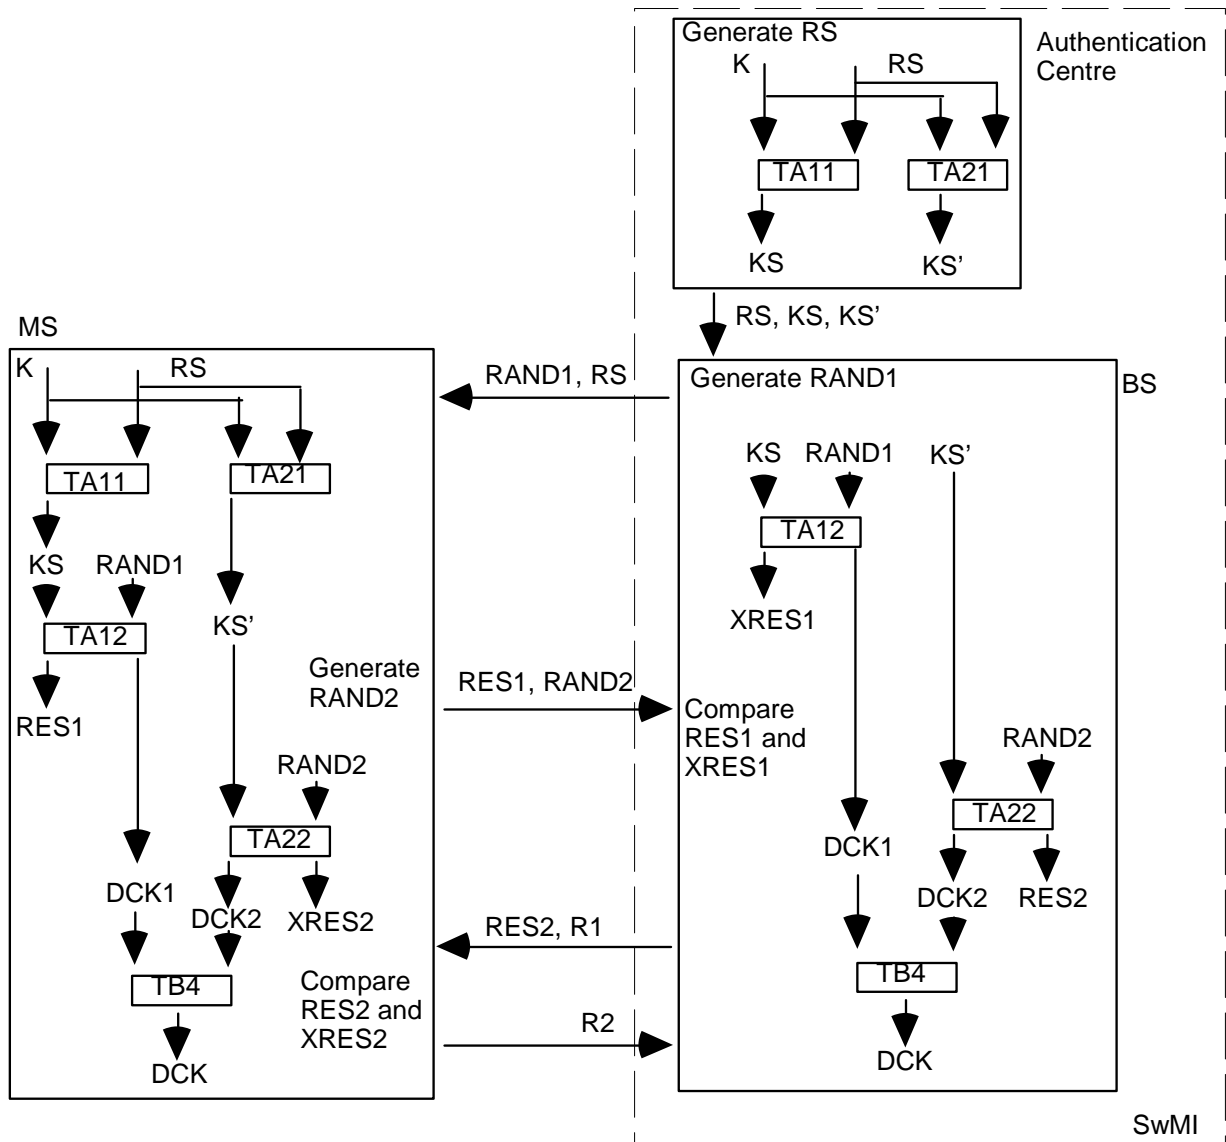 Generate RS
Authentication
Centre
K
RS
TA11
TA21
KS
KS’
RS, KS, KS’
MS
K
RS
TA11
TA21
KS
RAND1
TA12
KS’
RES1
Generate
RAND2
RAND2
TA22
DCK1
DCK2
XRES2
TB4
Compare
RES2 and
XRES2
DCK
RAND1, RS
RES1, RAND2
RES2, R1
R2
Generate RAND1
BS
KS
RAND1
KS’
TA12
XRES1
Compare
RES1 and
XRES1
RAND2
TA22
DCK1
DCK2
RES2
TB4
DCK
SwMI